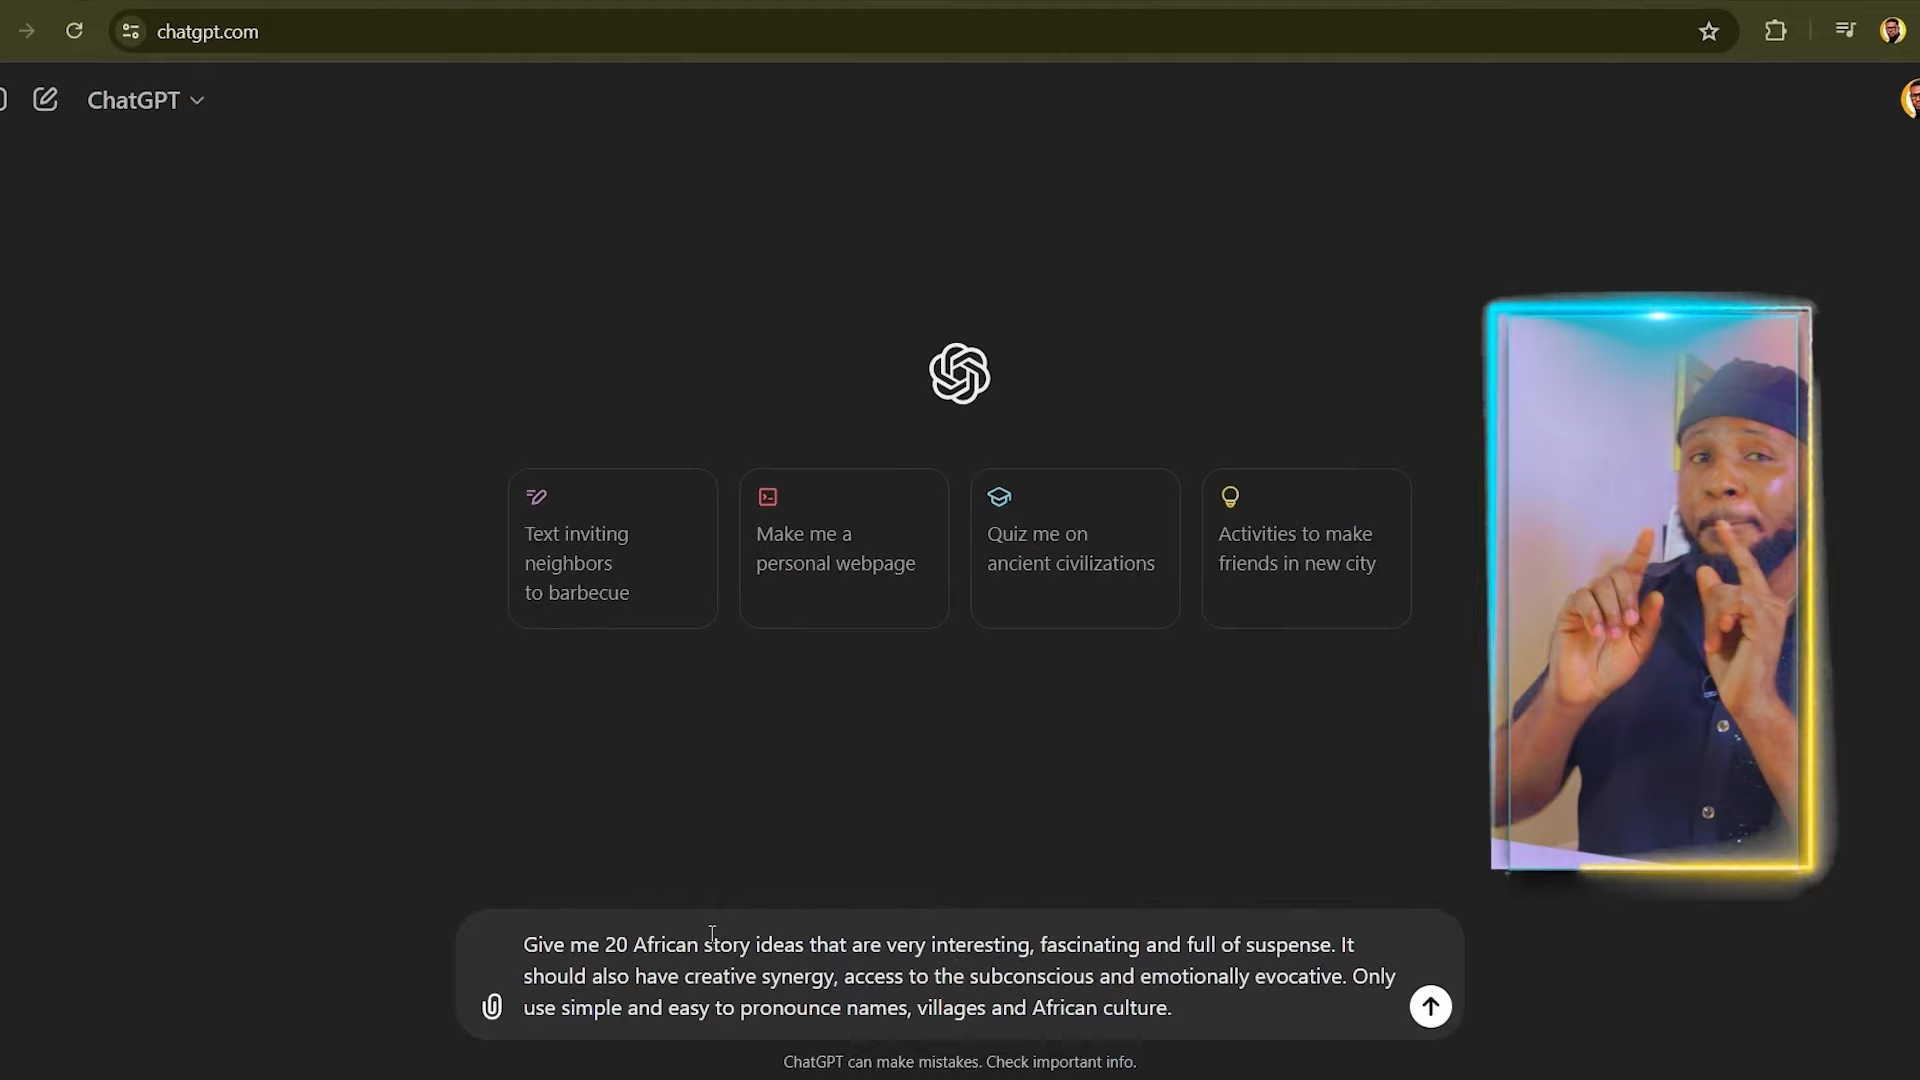 chatgpt.com
ChatGPT
Text inviting
neighbors
to barbecue
Make me a
personal webpage
Quiz me on
ancient civilizations
Activities to make
friends in new city
Give me 20 African story ideas that are very interesting, fascinating and full of suspense. It
should also have creative synergy, access to the subconscious and emotionally evocative. Only
use simple and easy to pronounce names, villages and African culture.
ChatGPT can make mistakes. Check important info.